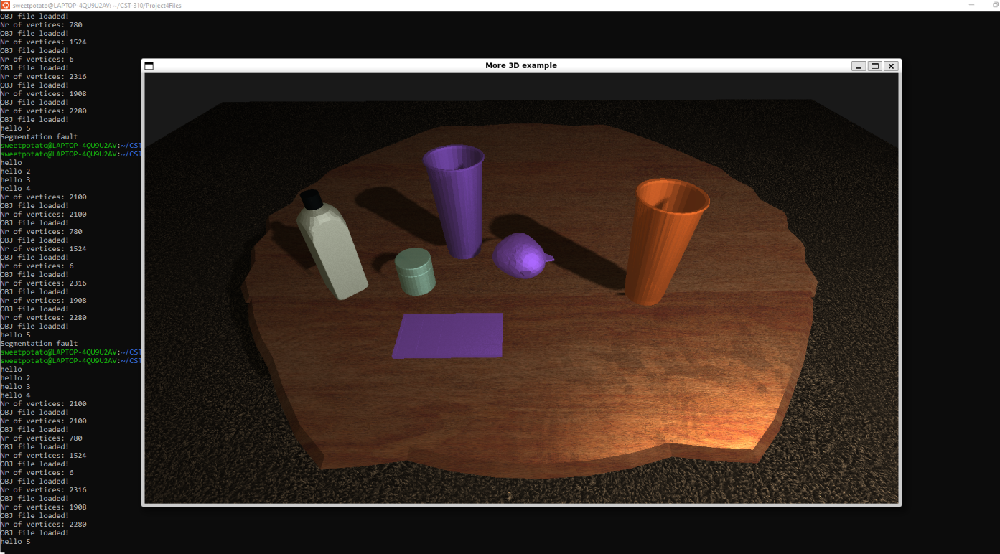 sweetpotato@LAPTOP-4QU9U2AV: ~/CST-310/Project4Files
OBJ file loaded!
Nr of vertices: 780
OBJ file loaded!
Nr of vertices: 1524
OBJ file loaded!
Nr of vertices: 6
OBJ file loaded!
Nr of vertices: 2316
OBJ file loaded!
Nr of vertices: 1908
OBJ file loaded!
Nr of vertices: 2280
OBJ file loaded!
hello 5
Segmentation fault
sweetpotato@LAPTOP-4QU9U2AV:~/CST
sweetpotato@LAPTOP-4QU9U2AV:~/CST
hello
hello 2
hello 3
hello 4
Nr of vertices: 2100
OBJ file loaded!
Nr of vertices: 2100
OBJ file loaded!
Nr of vertices: 780
OBJ file loaded!
Nr of vertices: 1524
OBJ file loaded!
Nr of vertices: 6
OBJ file loaded!
Nr of vertices: 2316
OBJ file loaded!
Nr of vertices: 1908
OBJ file loaded!
Nr of vertices: 2280
OBJ file loaded!
hello 5
Segmentation fault
sweetpotato@LAPTOP-4QU9U2AV:~/CST
sweetpotato@LAPTOP-4QU9U2AV:~/CST
hello
hello 2
hello 3
hello 4
Nr of vertices: 2100
OBJ file loaded!
Nr of vertices: 2100
OBJ file loaded!
Nr of vertices: 780
OBJ file loaded!
Nr of vertices: 1524
OBJ file loaded!
Nr of vertices: 6
OBJ file loaded!
Nr of vertices: 2316
OBJ file loaded!
Nr of vertices: 1908
OBJ file loaded!
Nr of vertices: 2280
OBJ file loaded!
hello 5
More 3D example